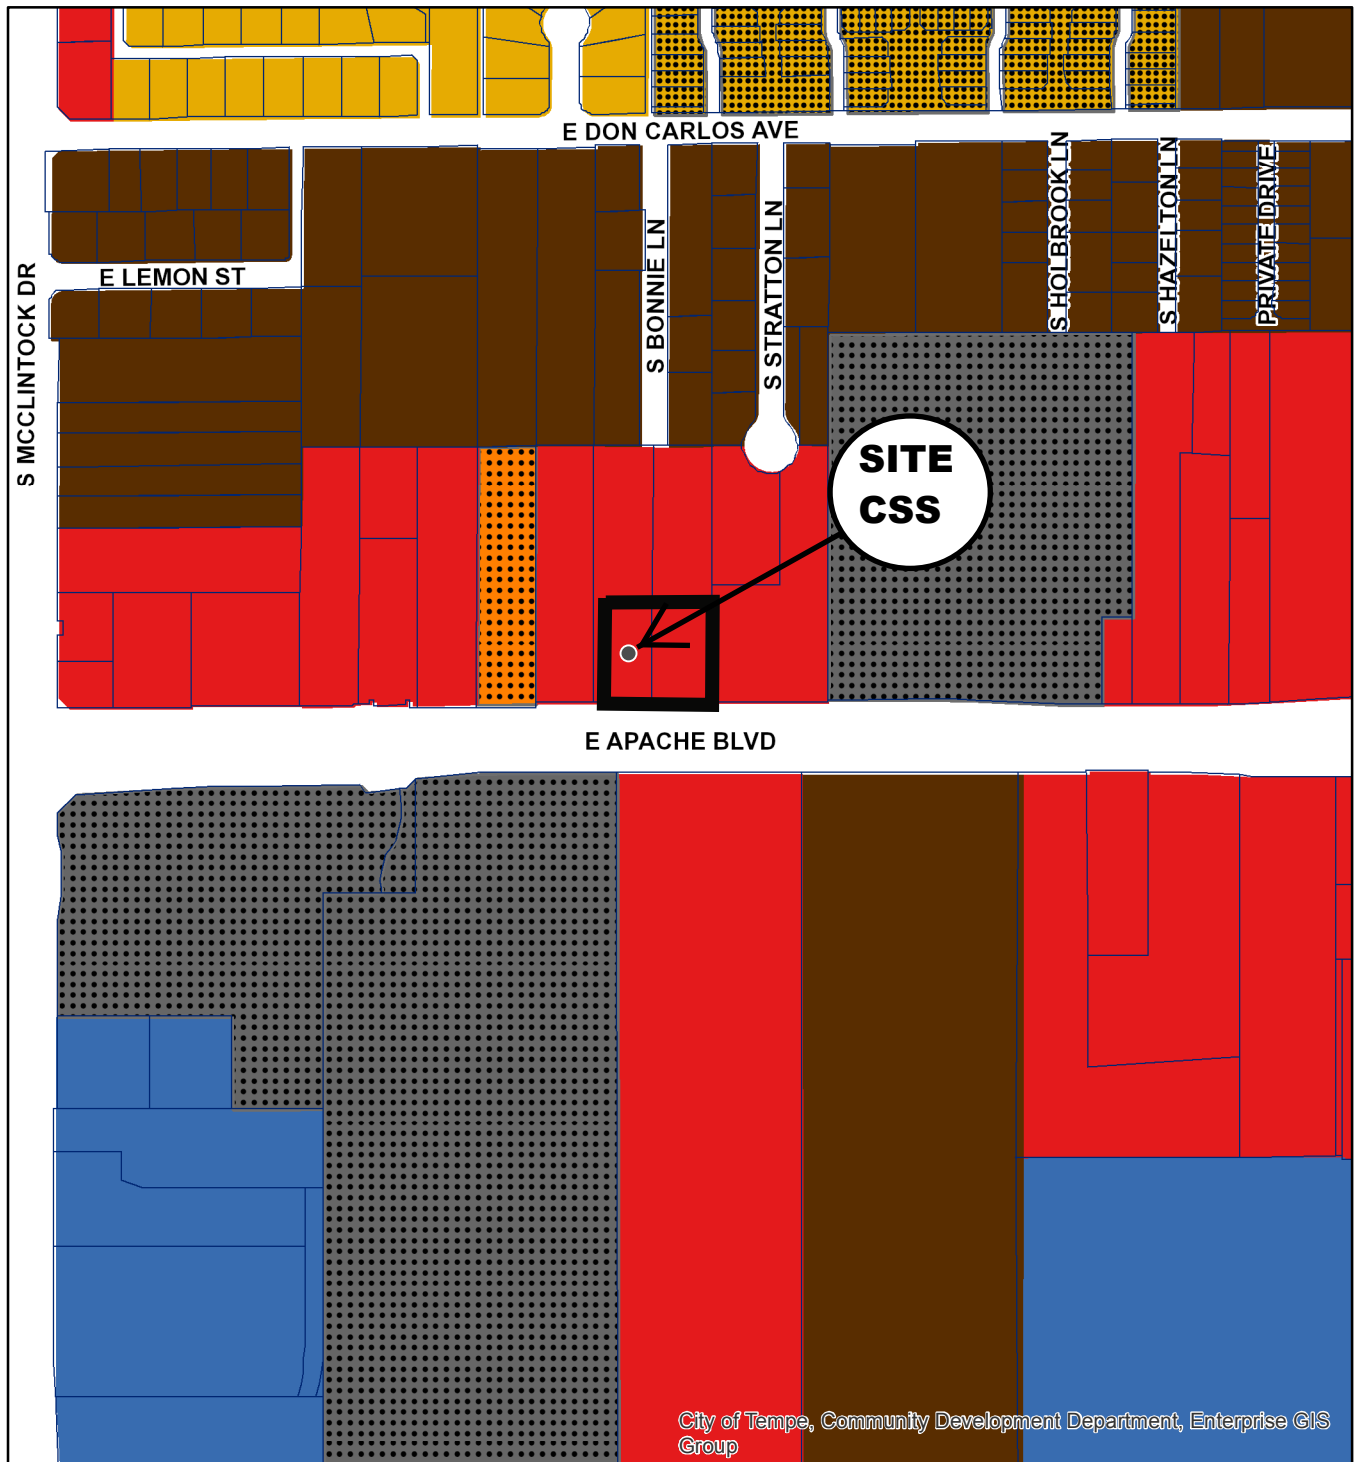 E DON CARLOS AVE
S HOLBROOK LN
S HAZELTON LN
PRIVATE DRIVE
S BONNIE LN
S STRATTON LN
E LEMON ST
S MCCLINTOCK DR
SITE
CSS
E APACHE BLVD
City of Tempe, Community Development Department, Enterprise GIS
Group